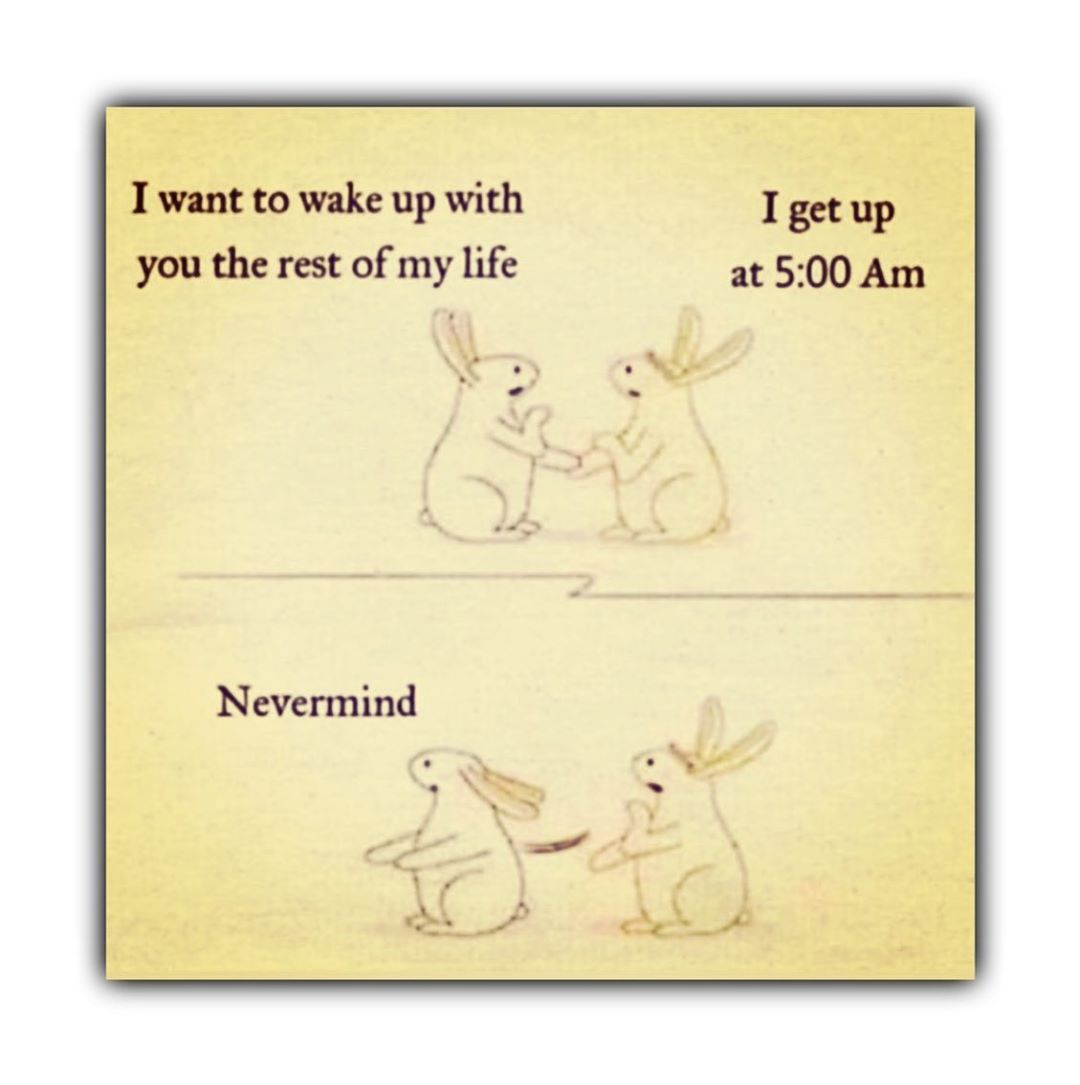 I want to wake up with
you the rest of my life
I get up
at 5:00 Am
Nevermind